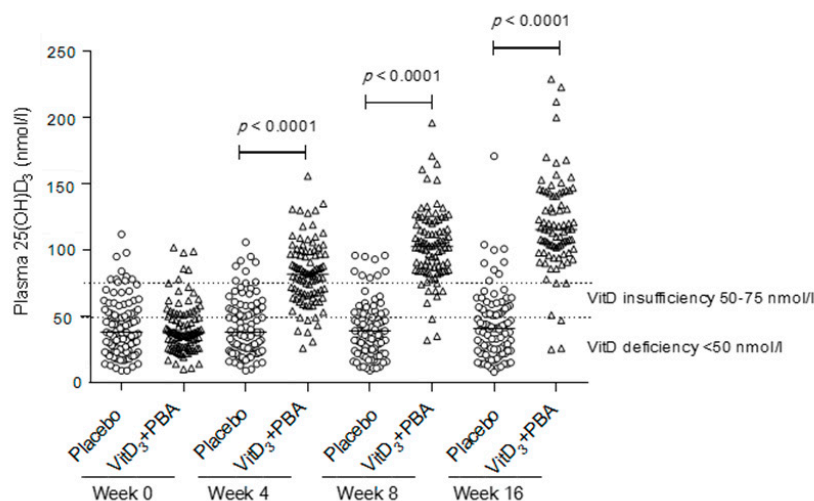 p < 0.0001
p < 0.0001
p < 0.0001
Plasma 25(OH)D₃ (nmol/l)
250
200
150
100
50
0
VitD insufficiency 50-75 nmol/l
VitD deficiency <50 nmol/l
Placebo
VitD₃+PBA
Placebo
VitD₃+PBA
Placebo
VitD₃+PBA
Placebo
VitD₃+PBA
Week 0
Week 4
Week 8
Week 16